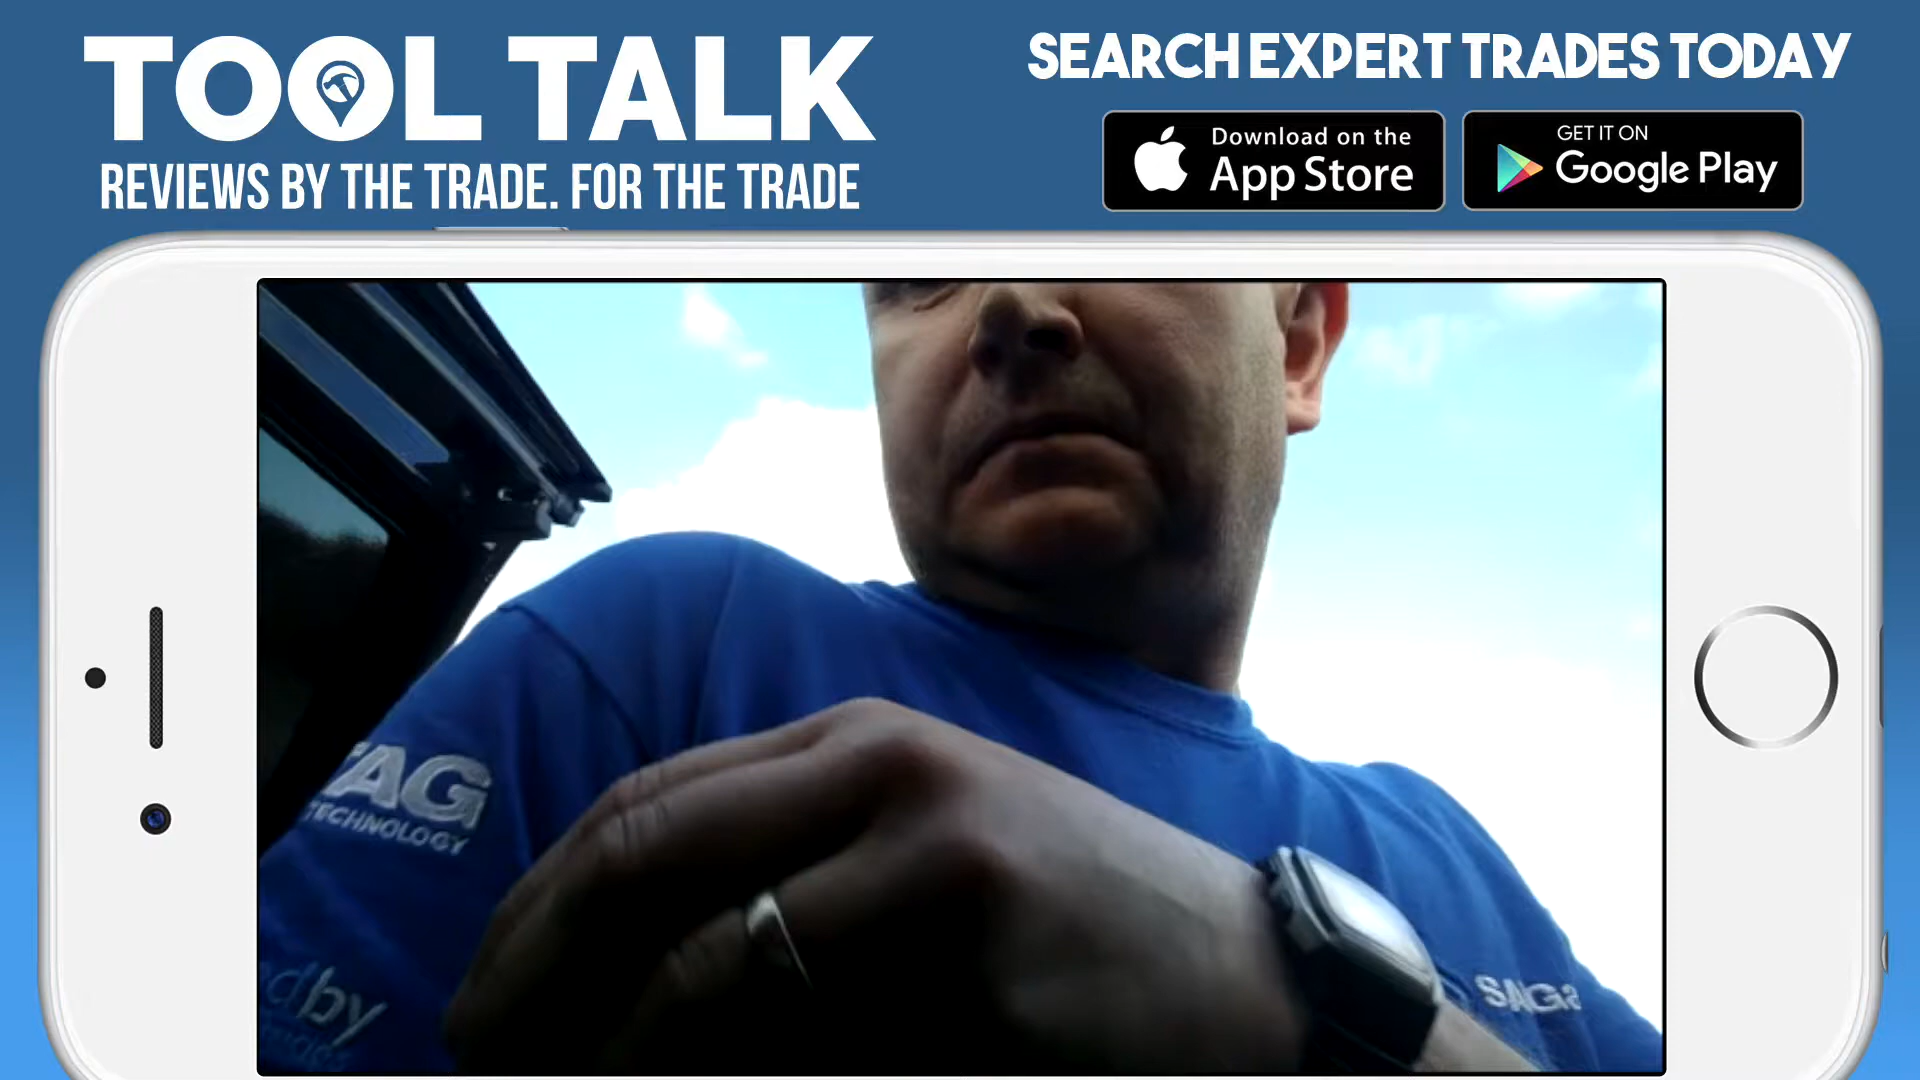 TOOL TALK
REVIEWS BY THE TRADE. FOR THE TRADE
SEARCH EXPERT TRADES TODAY
Download on the
App Store
GET IT ON
Google Play
TECHNOLOGY